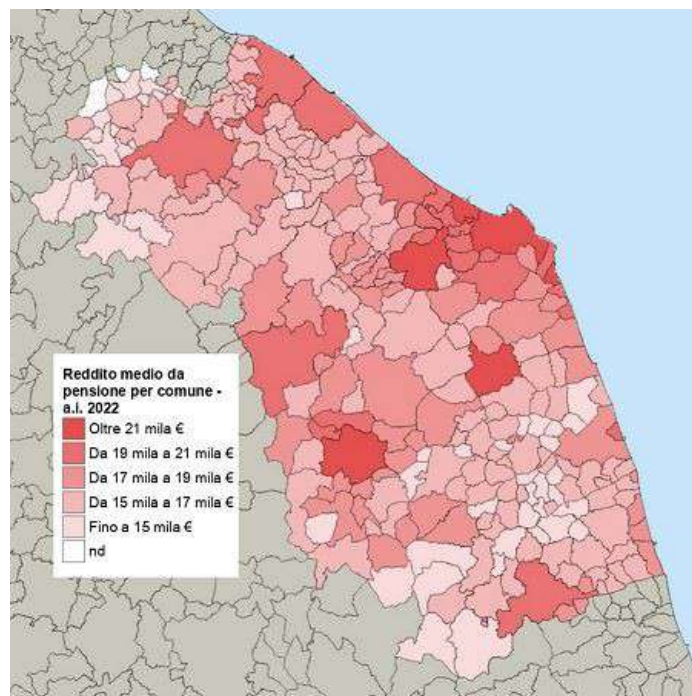 Reddito medio da
pensione per comune -
a.i. 2022
Oltre 21 mila €
Da 19 mila a 21 mila €
Da 17 mila a 19 mila €
Da 15 mila a 17 mila €
Fino a 15 mila €
nd